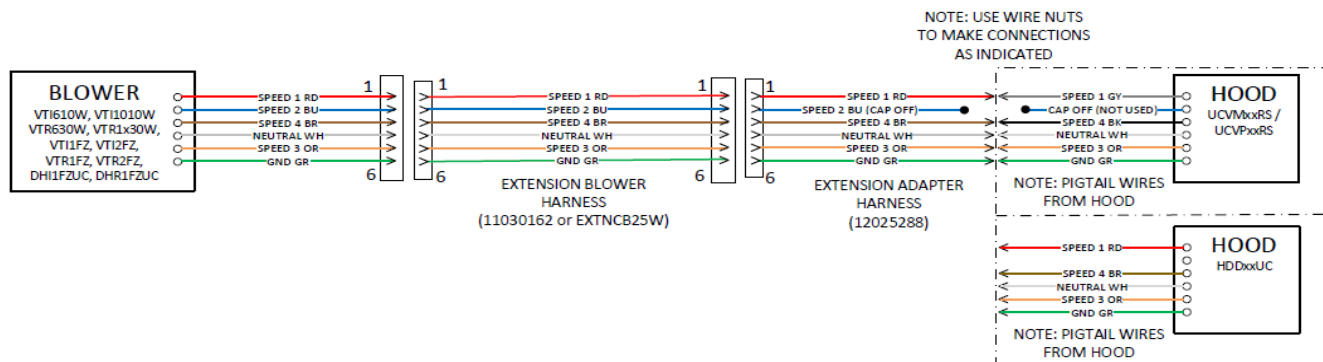 NOTE: USE WIRE NUTS
TO MAKE CONNECTIONS
AS INDICATED
BLOWER
VTI610W, VTI1010W
VTR630W, VTR1x30W,
VTI1FZ, VTI2FZ,
VTR1FZ, VTR2FZ,
DHI1FZUC, DHR1FZUC
SPEED 1 RD
SPEED 2 BU
SPEED 4 BR
NEUTRAL WH
SPEED 3 OR
GND GR
1
6
1
6
SPEED 1 RD
SPEED 2 BU
SPEED 4 BR
NEUTRAL WH
SPEED 3 OR
GND GR
1
6
EXTENSION BLOWER
HARNESS
(11030162 or EXTNCB25W)
1
6
SPEED 1 RD
SPEED 2 BU (CAP OFF)
SPEED 4 BR
NEUTRAL WH
SPEED 3 OR
GND GR
EXTENSION ADAPTER
HARNESS
(12025288)
SPEED 1 GY
CAP OFF (NOT USED)
SPEED 4 BK
NEUTRAL WH
SPEED 3 OR
GND GR
HOOD
UCVMxxRS /
UCVPxxRS
NOTE: PIGTAIL WIRES
FROM HOOD
SPEED 1 RD
SPEED 4 BR
NEUTRAL WH
SPEED 3 OR
GND GR
HOOD
HDDxxUC
NOTE: PIGTAIL WIRES
FROM HOOD